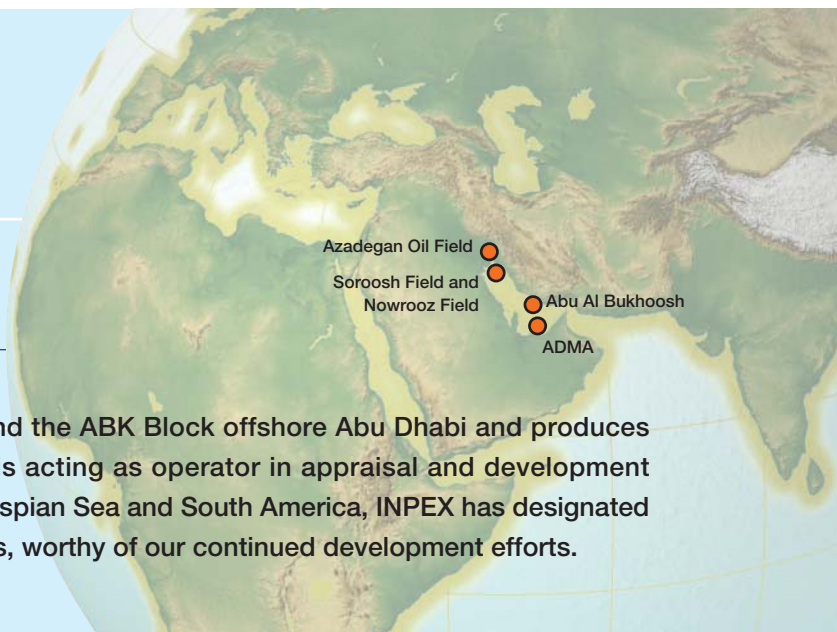 Azadegan Oil Field
Soroosh Field and
Nowrooz Field
Abu Al Bukhoosh
ADMA
nd the ABK Block offshore Abu Dhabi and produces
s acting as operator in appraisal and development
spian Sea and South America, INPEX has designated
s, worthy of our continued development efforts.